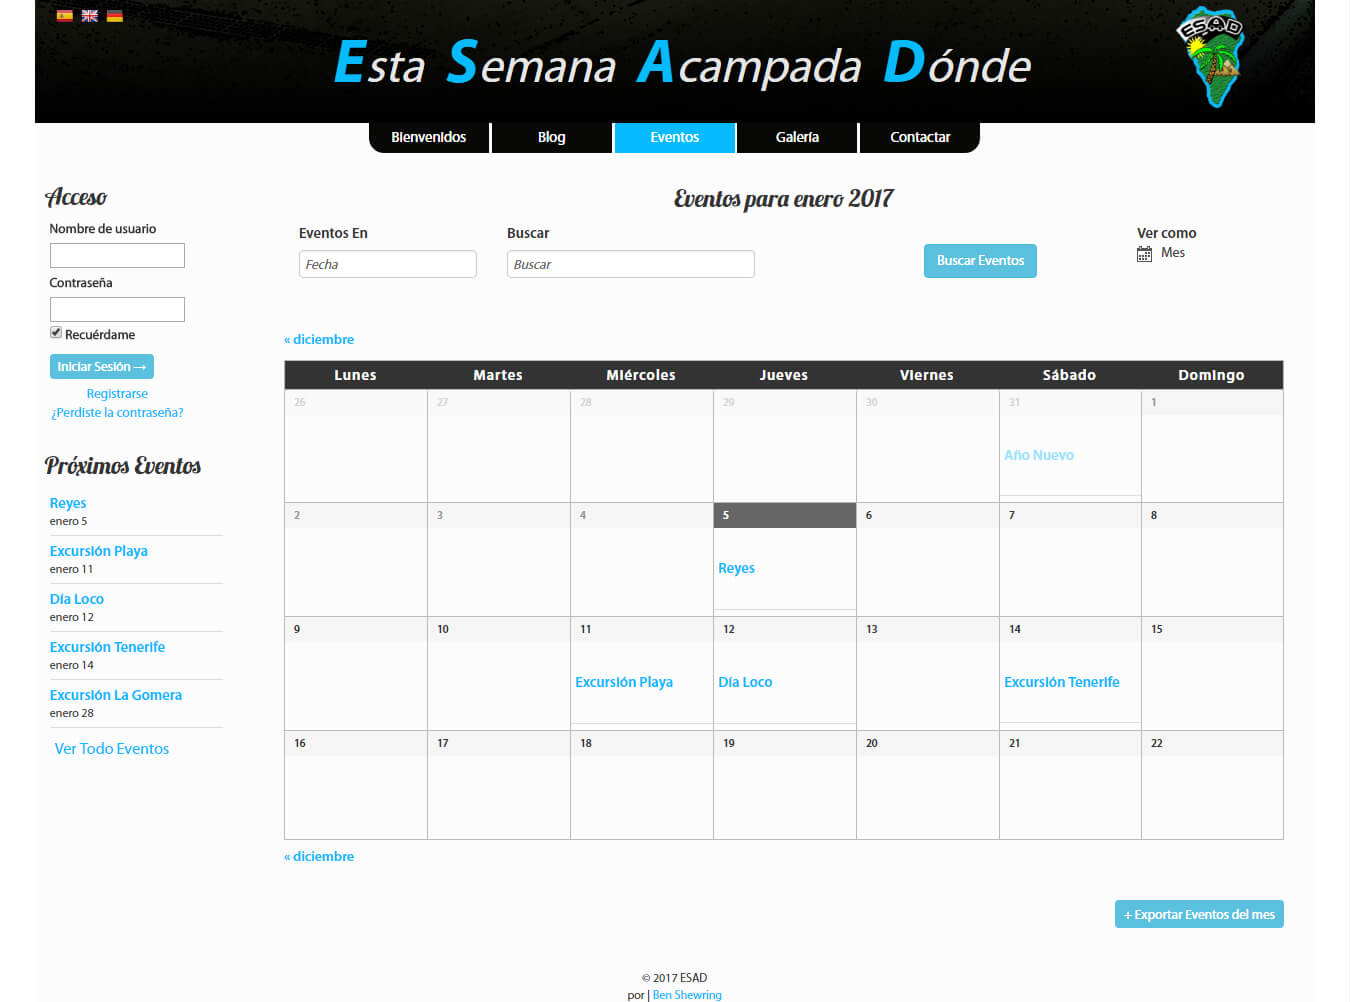 Esta Semana Acampada Dónde
ESAD
Bienvenidos Blog Eventos Galería Contactar
Acceso
Nombre de usuario
Contraseña
Recuérdame
Iniciar Sesión →
Registrarse
¿Perdiste la contraseña?
Próximos Eventos
Reyes
enero 5
Excursión Playa
enero 11
Día Loco
enero 12
Excursión Tenerife
enero 14
Excursión La Gomera
enero 28
Ver Todo Eventos
Eventos para enero 2017
Eventos En Buscar Ver como
Fecha Buscar Buscar Eventos Mes
« diciembre
Lunes Martes Miércoles Jueves Viernes Sábado Domingo
26 27 28 29 30 31 1
Año Nuevo
2 3 4 5 6 7 8
Reyes
9 10 11 12 13 14 15
Excursión Playa Día Loco Excursión Tenerife
16 17 18 19 20 21 22
« diciembre
+ Exportar Eventos del mes
© 2017 ESAD
por | Ben Shewring